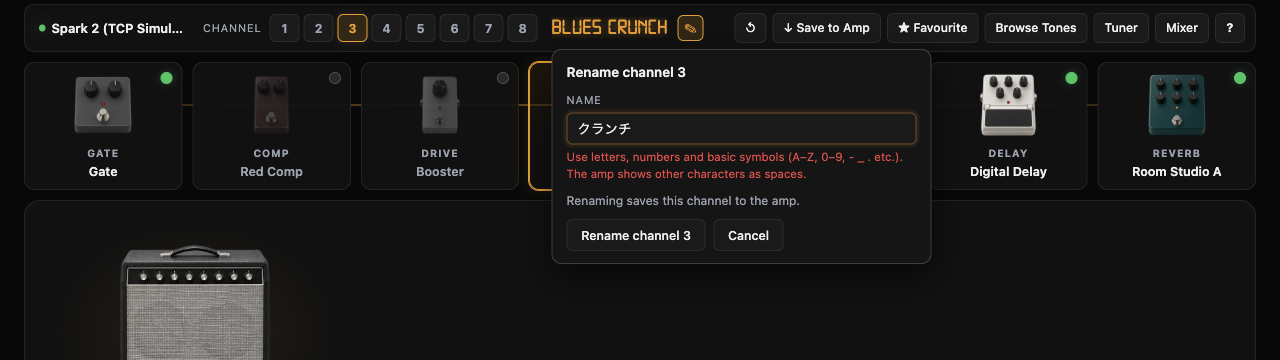 Spark 2 (TCP Simul...
CHANNEL
1 2 3 4 5 6 7 8
BLUES CRUNCH
Save to Amp
Favourite
Browse Tones
Tuner
Mixer
?
Rename channel 3
NAME
クランチ
Use letters, numbers and basic symbols (A–Z, 0–9, - _ . etc.).
The amp shows other characters as spaces.
Renaming saves this channel to the amp.
Rename channel 3
Cancel
GATE
Gate
COMP
Red Comp
DRIVE
Booster
DELAY
Digital Delay
REVERB
Room Studio A